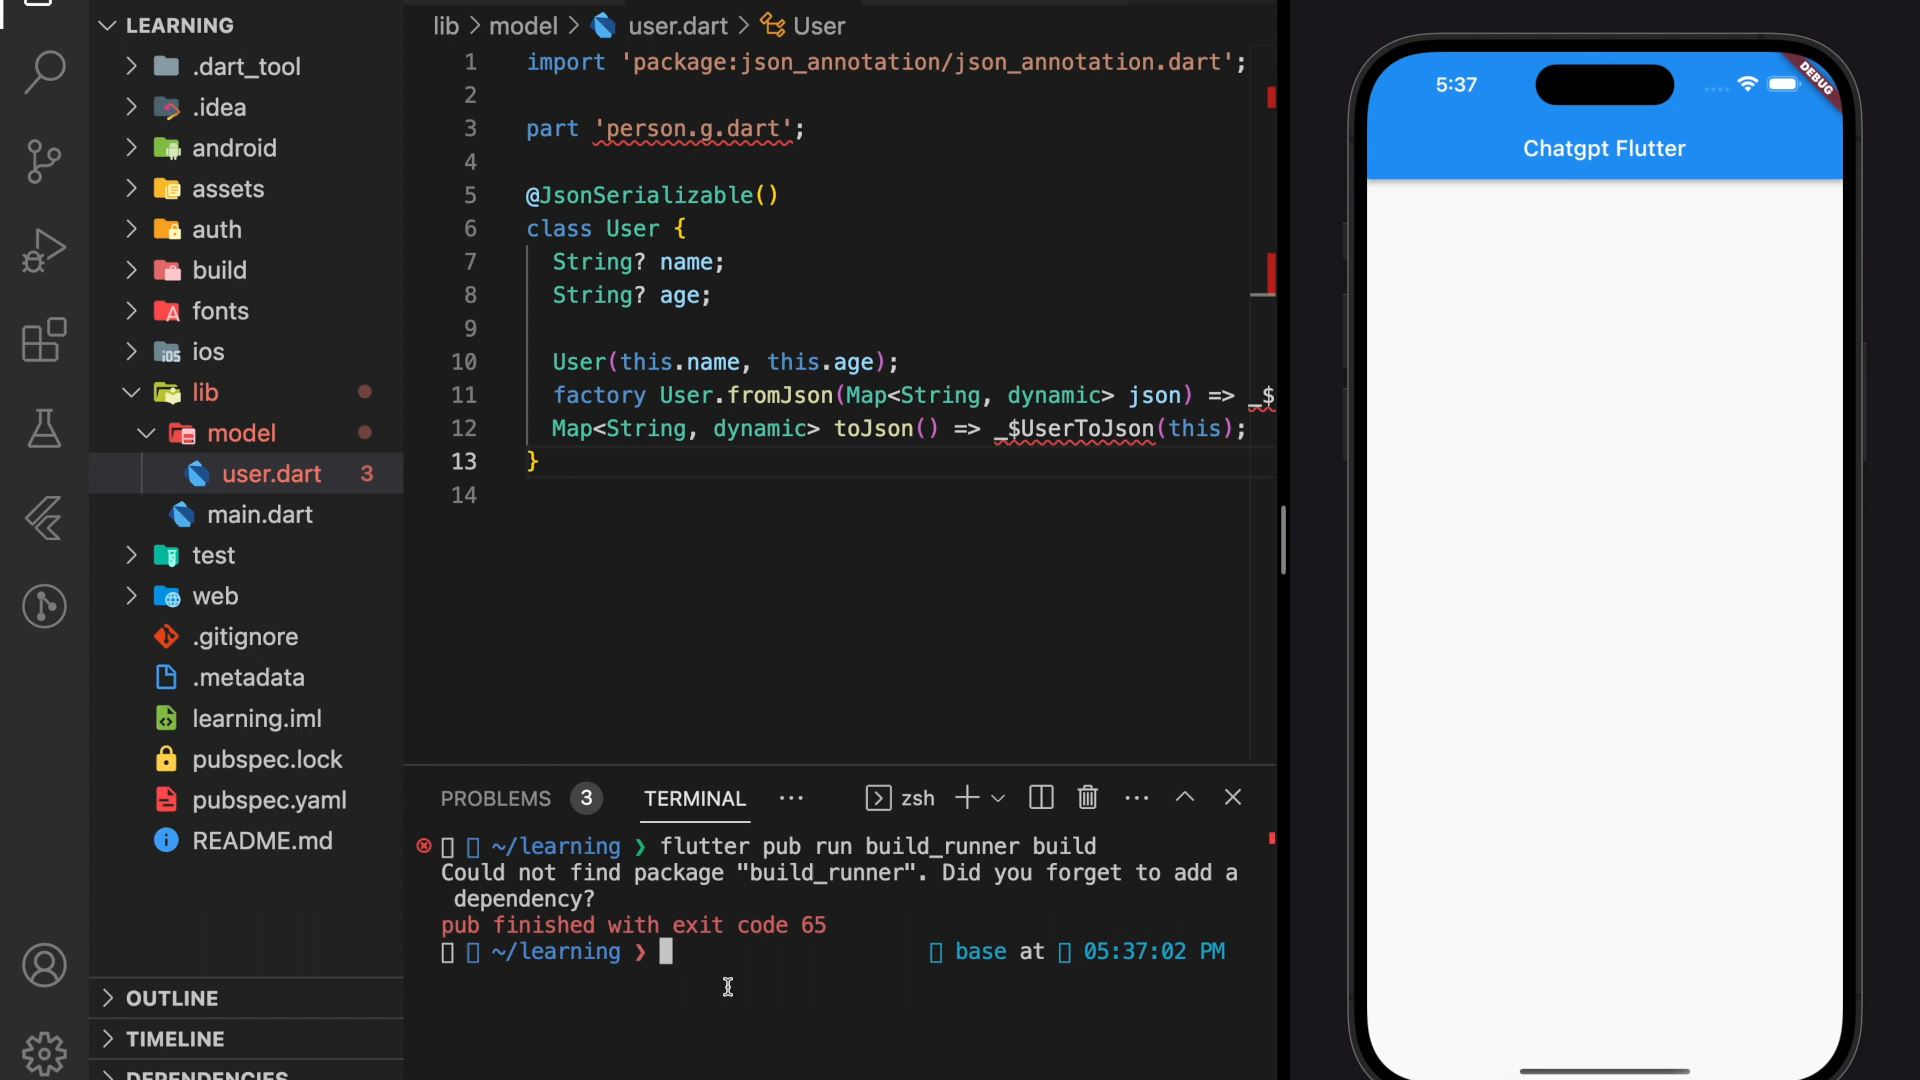 LEARNING
.dart_tool
.idea
android
assets
auth
build
fonts
ios
lib
model
user.dart 3
main.dart
test
web
.gitignore
.metadata
learning.iml
pubspec.lock
pubspec.yaml
README.md
OUTLINE
TIMELINE
DEPENDENCIES
lib > model > user.dart > User
1 import 'package:json_annotation/json_annotation.dart';
2
3 part 'person.g.dart';
4
5 @JsonSerializable()
6 class User {
7 String? name;
8 String? age;
9
10 User(this.name, this.age);
11 factory User.fromJson(Map<String, dynamic> json) => _$
12 Map<String, dynamic> toJson() => _$UserToJson(this);
13 }
14
PROBLEMS 3 TERMINAL ... zsh
~/learning ❯ flutter pub run build_runner build
Could not find package "build_runner". Did you forget to add a
dependency?
pub finished with exit code 65
~/learning ❯ base at 05:37:02 PM
5:37
DEBUG
Chatgpt Flutter